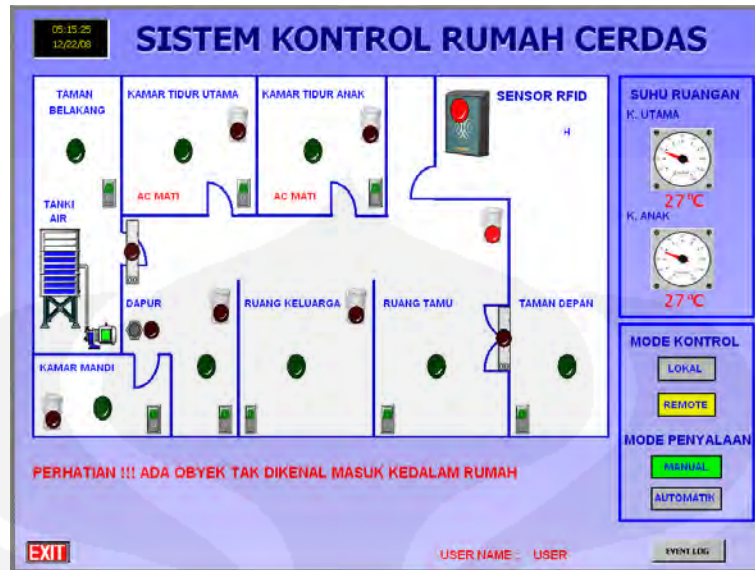 05:15:25
12/22/08
SISTEM KONTROL RUMAH CERDAS
TAMAN
BELAKANG
KAMAR TIDUR UTAMA
KAMAR TIDUR ANAK
SENSOR RFID
H
AC MATI
AC MATI
TANKI
AIR
DAPUR
RUANG KELUARGA
RUANG TAMU
TAMAN DEPAN
KAMAR MANDI
SUHU RUANGAN
K. UTAMA
27 °C
K. ANAK
27 °C
MODE KONTROL
LOKAL
REMOTE
MODE PENYALAAN
MANUAL
AUTOMATIK
PERHATIAN !!! ADA OBYEK TAK DIKENAL MASUK KEDALAM RUMAH
EXIT
USER NAME : USER
EVENT LOG